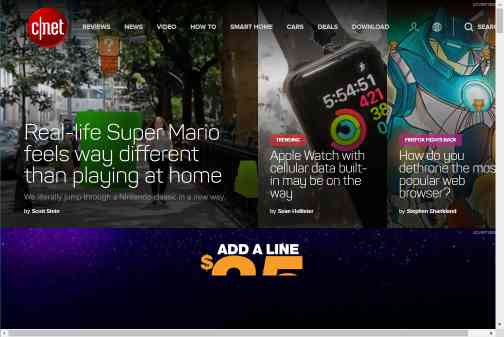 advertisement
c|net
REVIEWS NEWS VIDEO HOW TO SMART HOME CARS DEALS DOWNLOAD SEAR
Real-life Super Mario
feels way different
than playing at home
We literally jump through a Nintendo classic in a new way.
by Scott Stein
5:54:51
421
38
TRENDING
Apple Watch with
cellular data built-
in may be on the
way
by Sean Hollister
FIREFOX FIGHTS BACK
How do you
dethrone the mos
popular web
browser?
by Stephen Shankland
ADD A LINE